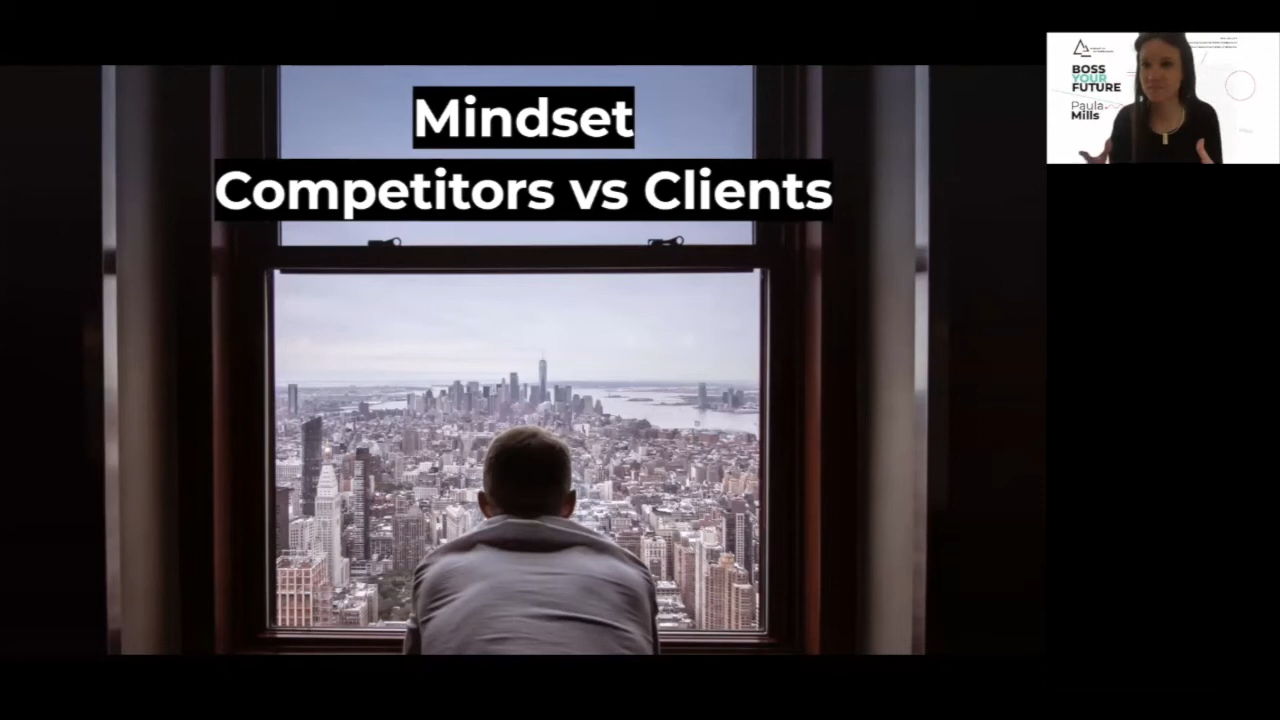 Mindset
Competitors vs Clients
BOSS
YOUR
FUTURE
Paula
Mills